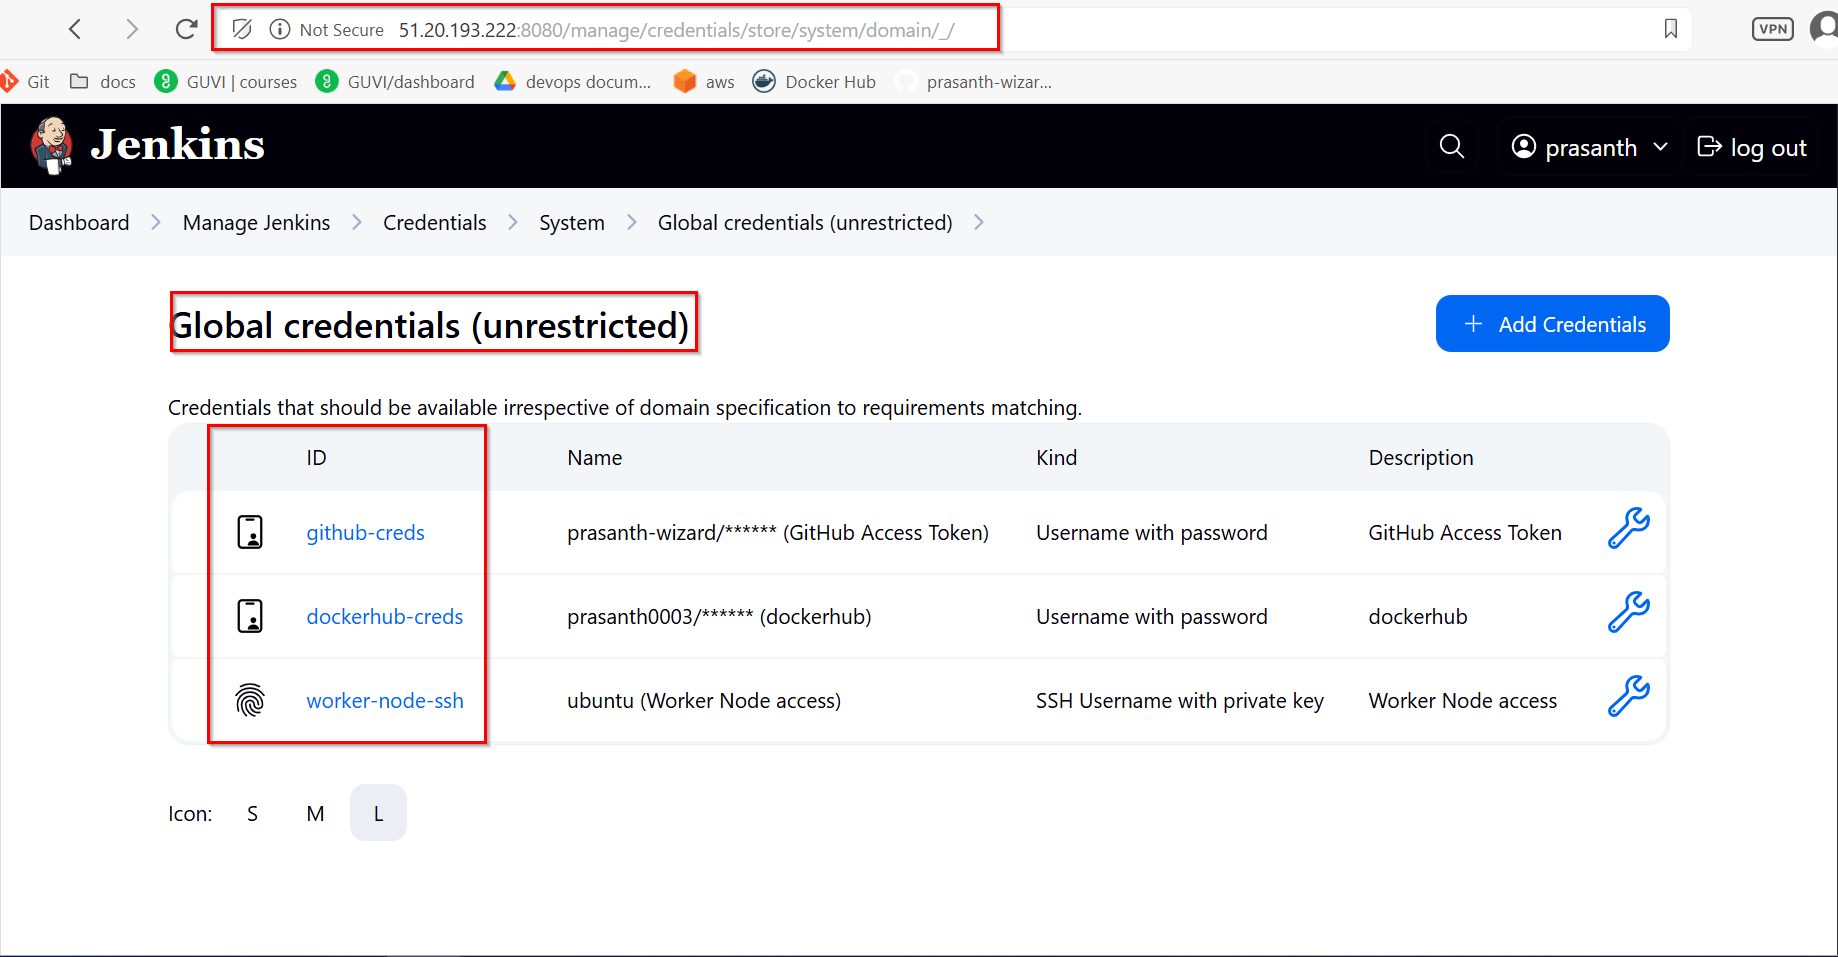 Not Secure 51.20.193.222:8080/manage/credentials/store/system/domain/_/
VPN
Git docs GUVI | courses GUVI/dashboard devops docum... aws Docker Hub prasanth-wizar...
Jenkins prasanth log out
Dashboard Manage Jenkins Credentials System Global credentials (unrestricted)
Global credentials (unrestricted)
+ Add Credentials
Credentials that should be available irrespective of domain specification to requirements matching.
ID Name Kind Description
github-creds prasanth-wizard/****** (GitHub Access Token) Username with password GitHub Access Token
dockerhub-creds prasanth0003/****** (dockerhub) Username with password dockerhub
worker-node-ssh ubuntu (Worker Node access) SSH Username with private key Worker Node access
Icon: S M L